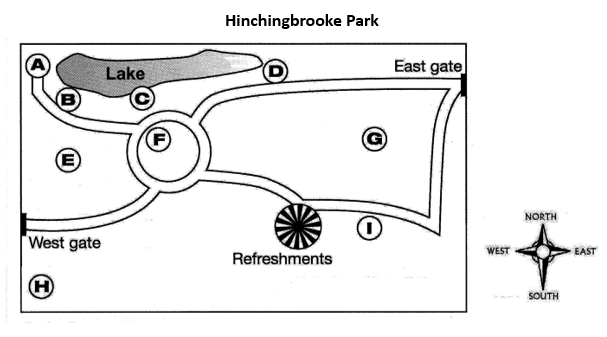 Hinchingbrooke Park
A
Lake
D
East gate
B
C
F
G
E
I
West gate
Refreshments
H
NORTH
WEST
EAST
SOUTH